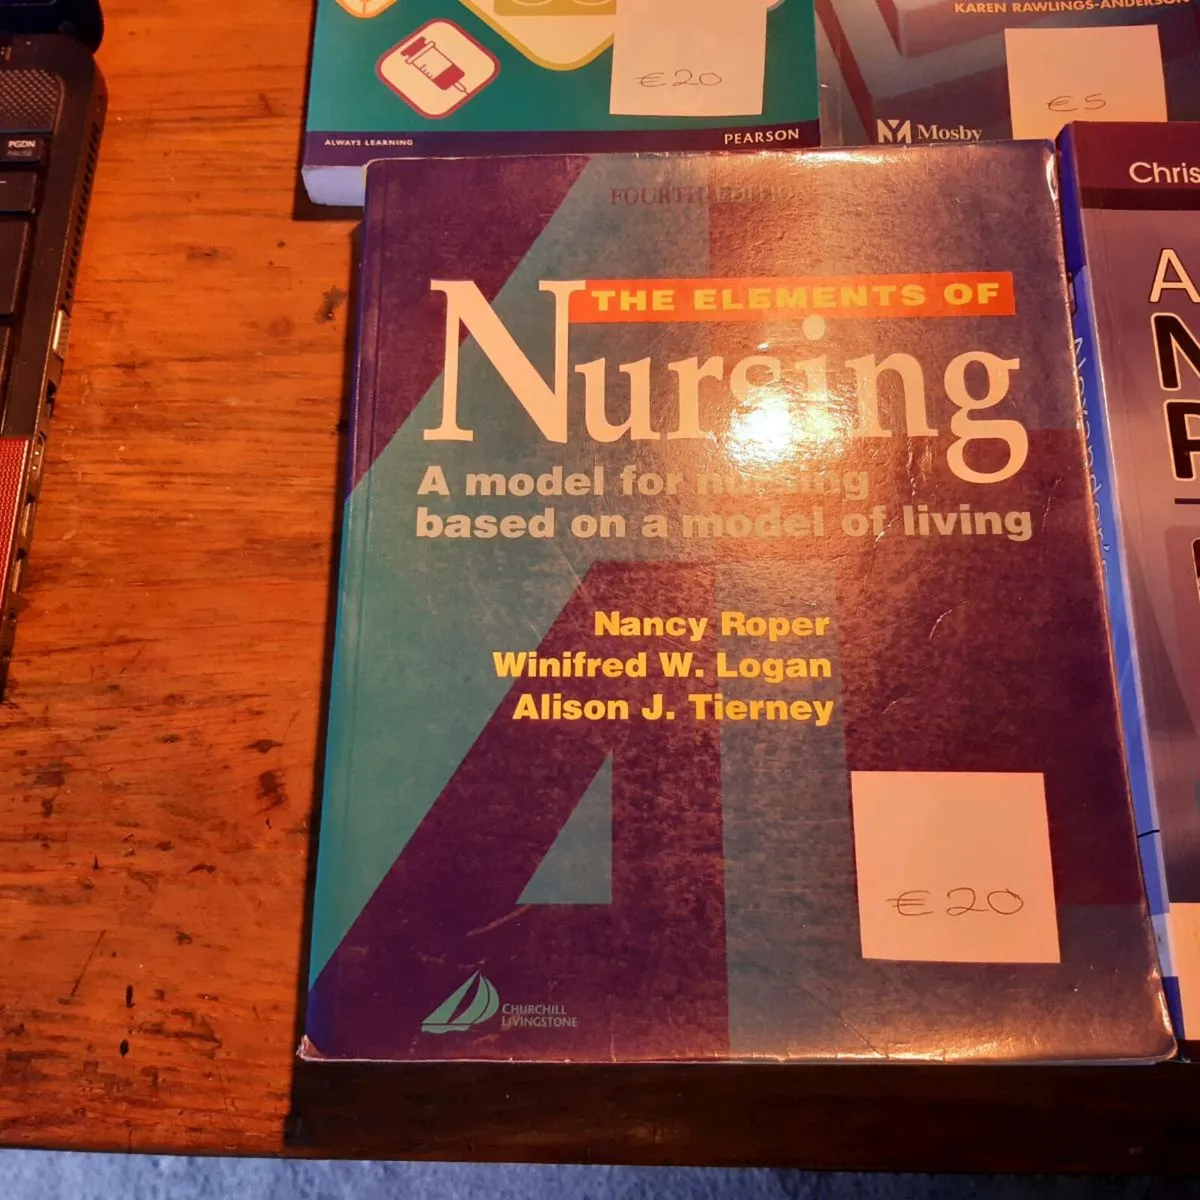 KAREN RAWLINGS-ANDERSON
€20
€5
PGDN
ALWAYS LEARNING
PEARSON
Mosby
Chris
FOURTH EDITION
THE ELEMENTS OF
Nursing
A model for nursing
based on a model of living
Nancy Roper
Winifred W. Logan
Alison J. Tierney
€20
CHURCHILL
LIVINGSTONE
A
N
P